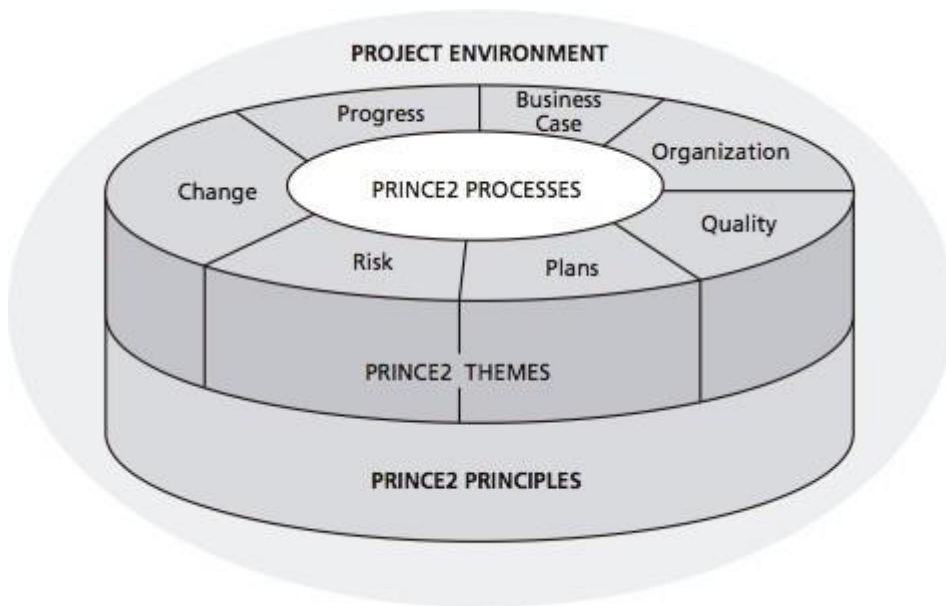 PROJECT ENVIRONMENT
Progress
Business
Case
Organization
Change
PRINCE2 PROCESSES
Quality
Risk
Plans
PRINCE2 THEMES
PRINCE2 PRINCIPLES